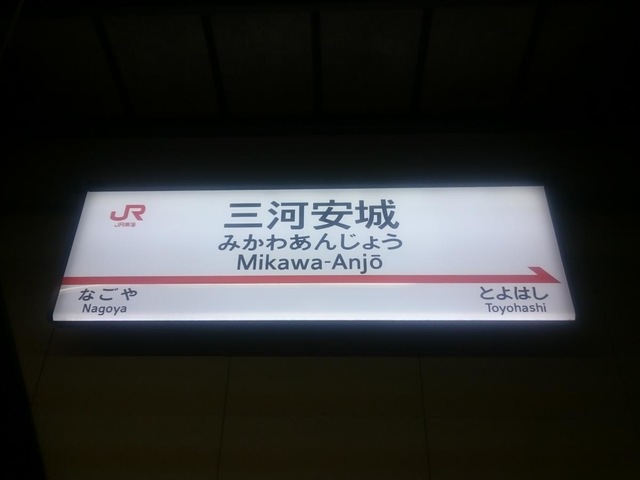 JR
JR東海
三河安城
みかわあんじょう
Mikawa-Anjō
なごや
Nagoya
とよはし
Toyohashi